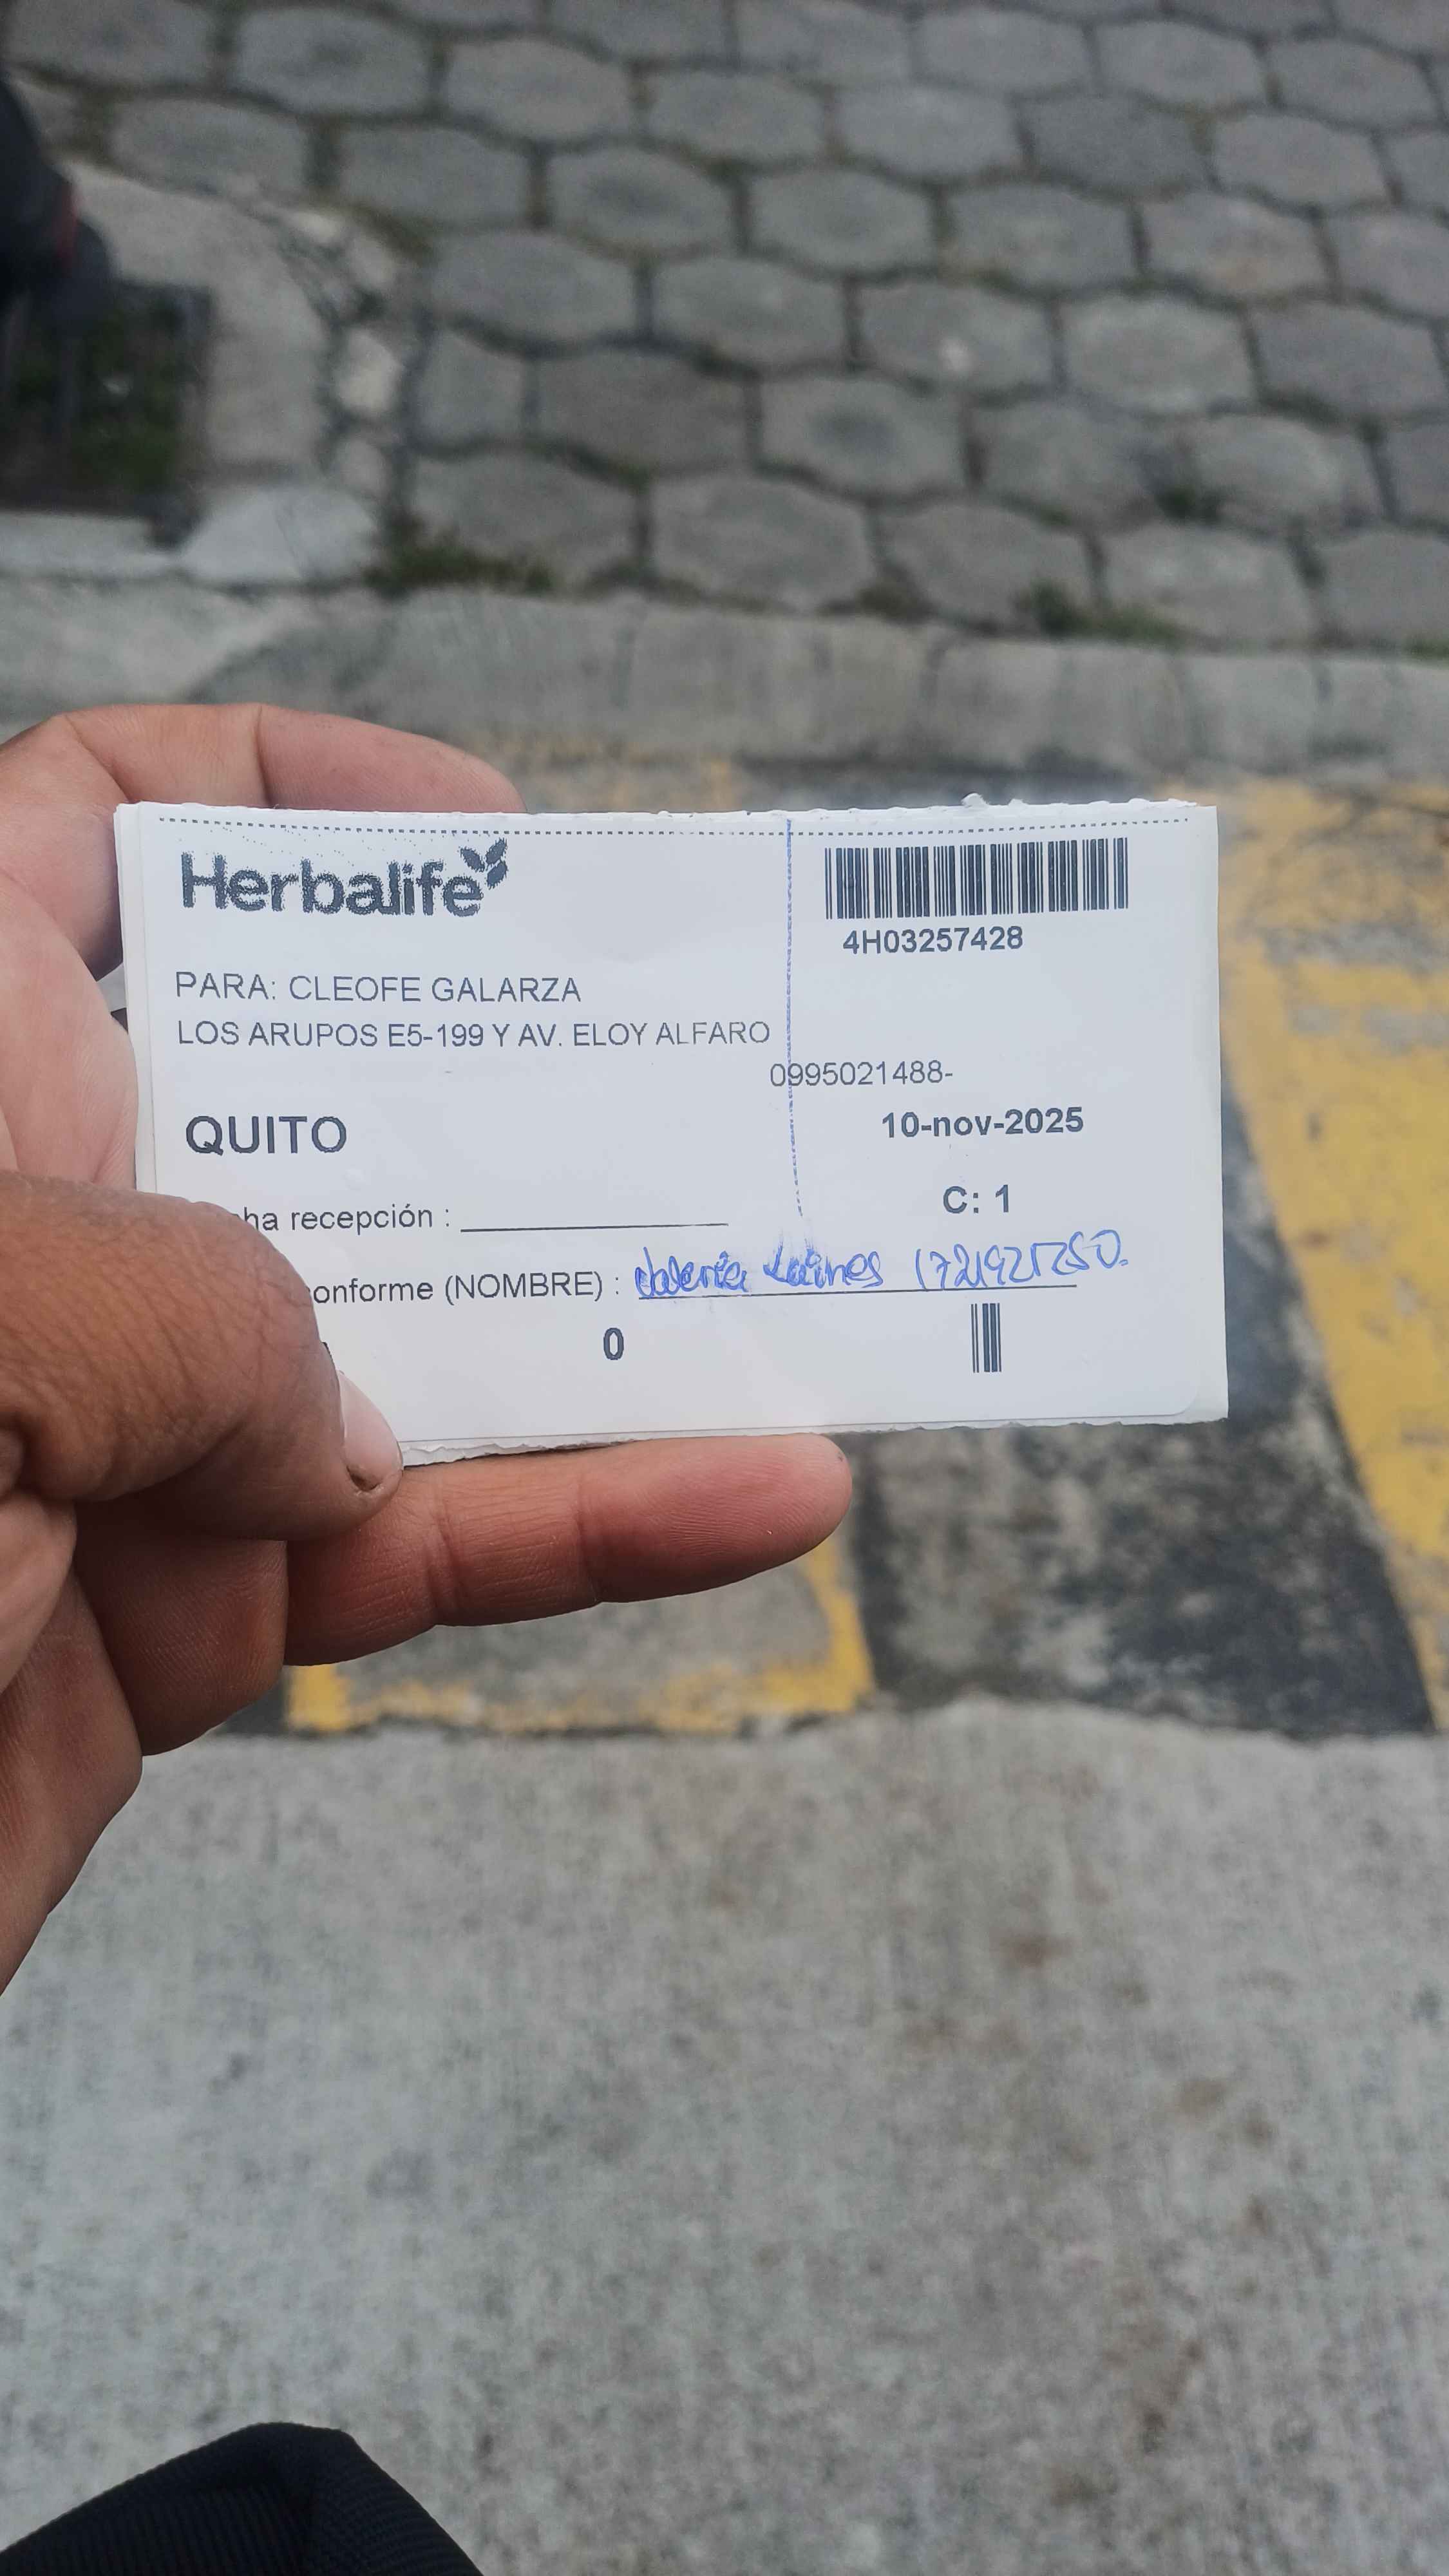 Herbalife
4H03257428
PARA: CLEOFE GALARZA
LOS ARUPOS E5-199 Y AV. ELOY ALFARO
0995021488-
QUITO
10-nov-2025
ha recepción :
C: 1
onforme (NOMBRE) : Valeria
0